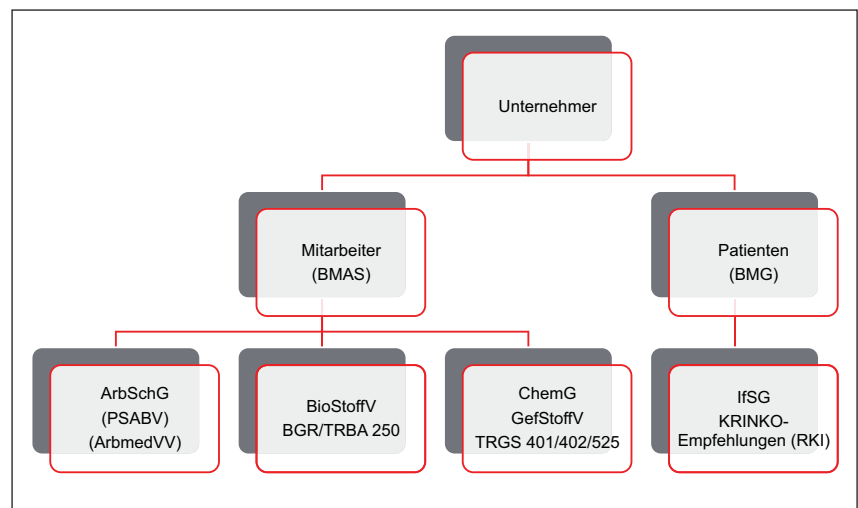 Unternehmer
Mitarbeiter
(BMAS)
Patienten
(BMG)
ArbSchG
(PSABV)
(ArbmedVV)
BioStoffV
BGR/TRBA 250
ChemG
GefStoffV
TRGS 401/402/525
IfSG
KRINKO-
Empfehlungen (RKI)